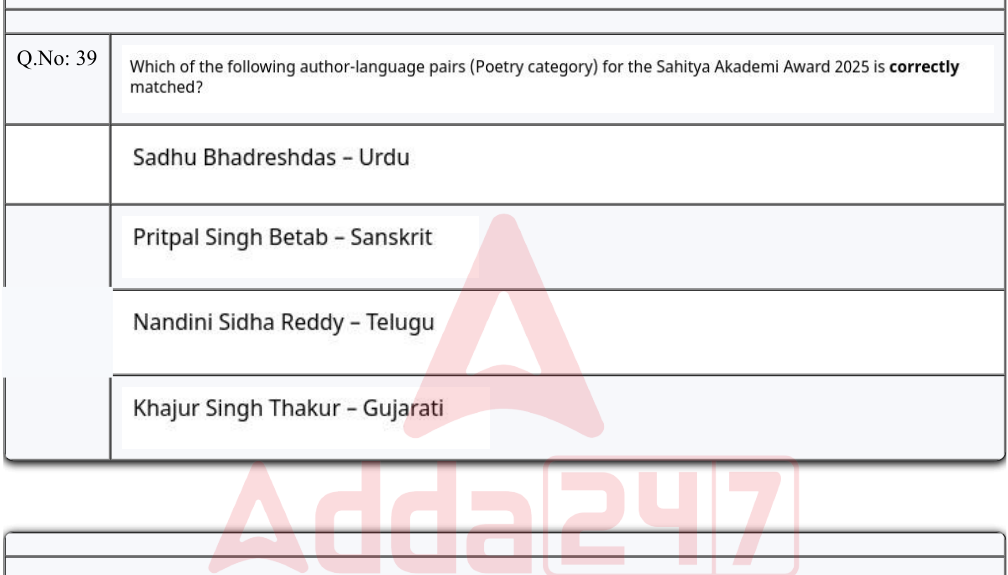 Q.No: 39
Which of the following author-language pairs (Poetry category) for the Sahitya Akademi Award 2025 is correctly
matched?
Sadhu Bhadreshdas – Urdu
Pritpal Singh Betab – Sanskrit
Nandini Sidha Reddy – Telugu
Khajur Singh Thakur – Gujarati
Adda247